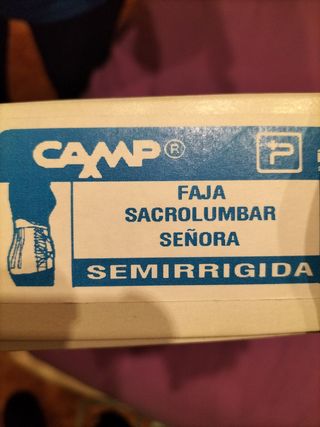 CAMP®
P
FAJA
SACROLUMBAR
SEÑORA
SEMIRRIGIDA